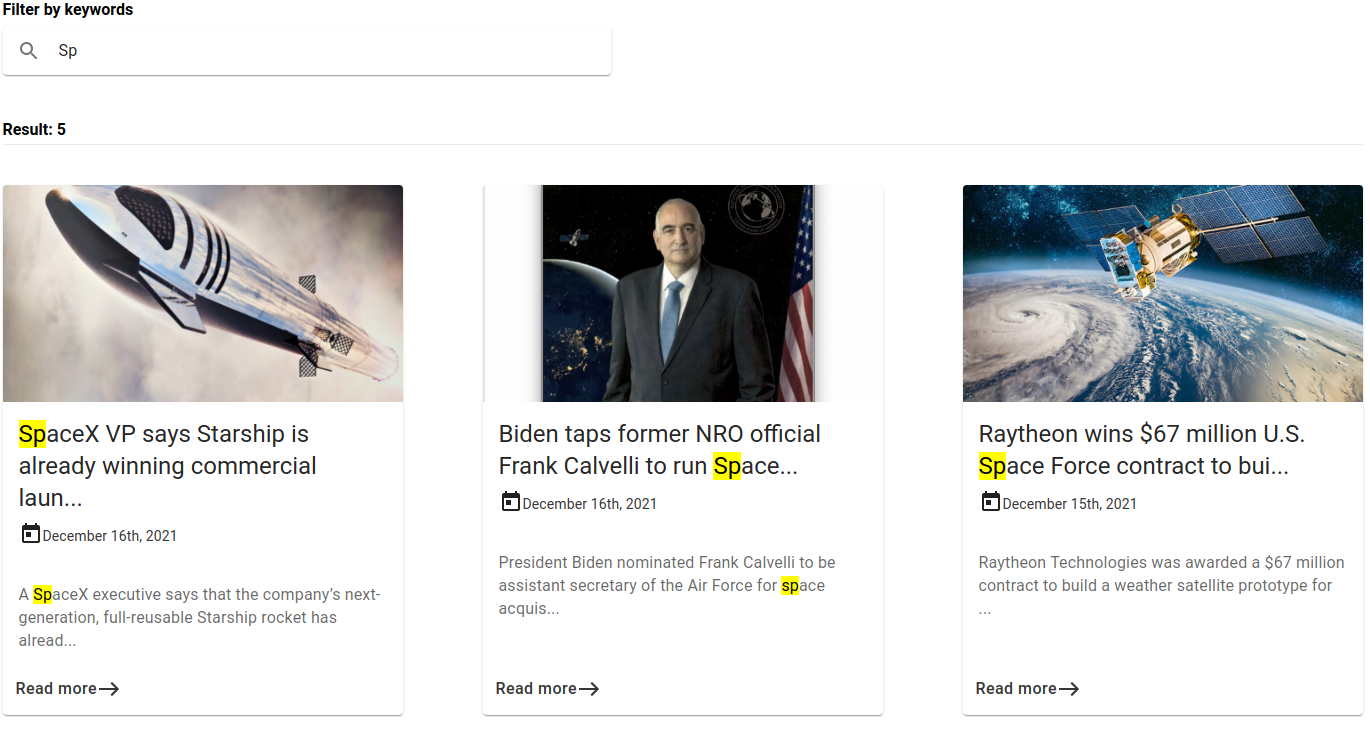 Filter by keywords
Sp
Result: 5
SpaceX VP says Starship is
already winning commercial
laun...
December 16th, 2021
A SpaceX executive says that the company’s next-
generation, full-reusable Starship rocket has
alread...
Read more
Biden taps former NRO official
Frank Calvelli to run Space...
December 16th, 2021
President Biden nominated Frank Calvelli to be
assistant secretary of the Air Force for space
acquis...
Read more
Raytheon wins $67 million U.S.
Space Force contract to bui...
December 15th, 2021
Raytheon Technologies was awarded a $67 million
contract to build a weather satellite prototype for
...
Read more